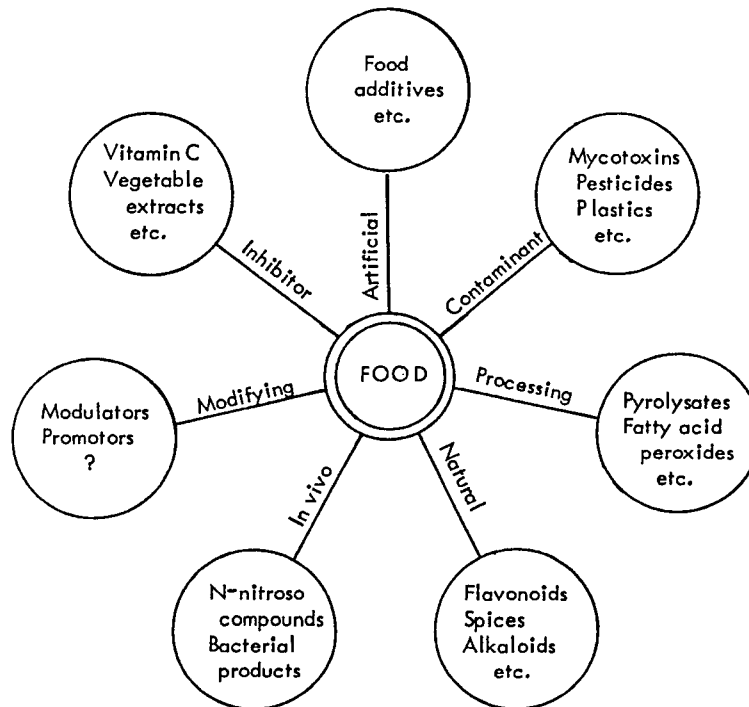 Food
additives
etc.
Vitamin C
Vegetable
extracts
etc.
Mycotoxins
Pesticides
Plastics
etc.
Inhibitor
Artificial
Contaminant
FOOD
Modifying
Processing
Modulators
Promotors
?
Pyrolysates
Fatty acid
peroxides
etc.
In vivo
Natural
N-nitroso
compounds
Bacterial
products
Flavonoids
Spices
Alkaloids
etc.